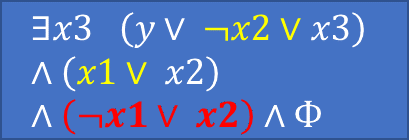 ∃x3 (y ∨ ¬x2 ∨ x3)
∧ (x1 ∨ x2)
∧ (¬x1 ∨ x2) ∧ Φ